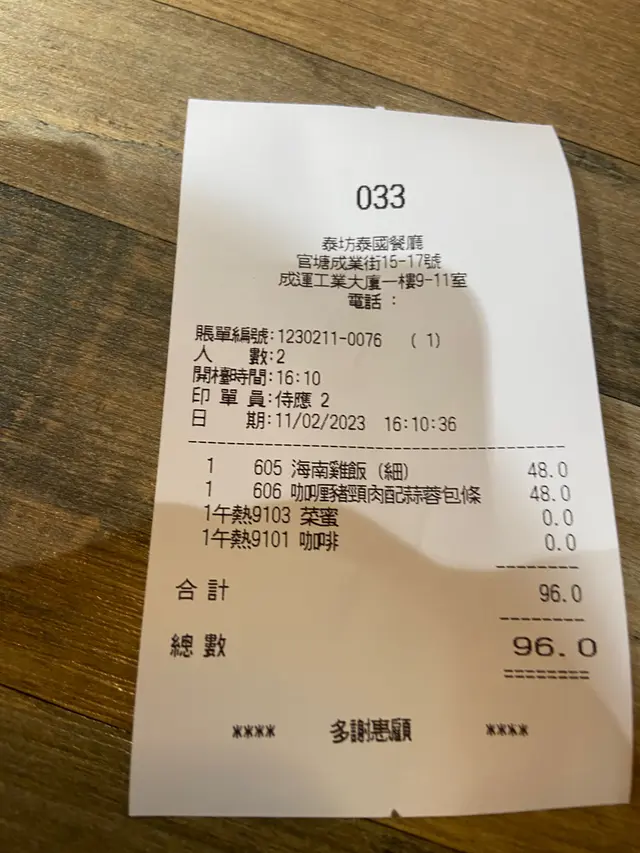 033
泰坊泰國餐廳
官塘成業街15-17號
成運工業大廈一樓9-11室
電話：
賬單編號:1230211-0076 ( 1)
人 數:2
開檯時間:16:10
印 單 員:侍應 2
日 期:11/02/2023 16:10:36
1 605 海南雞飯 (細) 48.0
1 606 咖喱豬頸肉配蒜蓉包條 48.0
1午熱9103 菜蜜 0.0
1午熱9101 咖啡 0.0
合 計 96.0
總 數 96.0
**** 多謝惠顧 ****